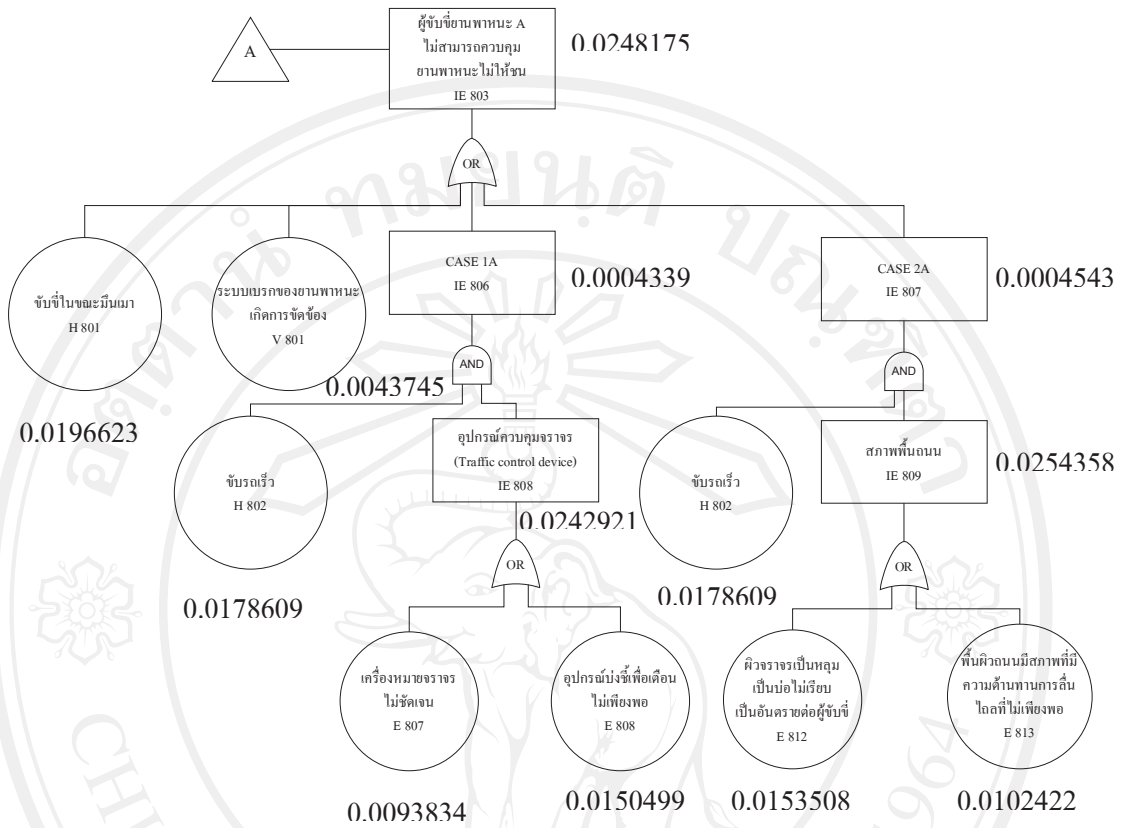 A
ผู้ขับขี่ยานพาหนะ A
ไม่สามารถควบคุม
ยานพาหนะไม่ให้ชน
IE 803
0.0248175
OR
ขับขี่ในขณะมึนเมา
H 801
0.0196623
ระบบเบรกของยานพาหนะ
เกิดการขัดข้อง
V 801
0.0043745
CASE 1A
IE 806
0.0004339
CASE 2A
IE 807
0.0004543
AND
AND
ขับรถเร็ว
H 802
0.0178609
อุปกรณ์ควบคุมจราจร
(Traffic control device)
IE 808
0.0242921
ขับรถเร็ว
H 802
0.0178609
สภาพพื้นถนน
IE 809
0.0254358
OR
OR
เครื่องหมายจราจร
ไม่ชัดเจน
E 807
0.0093834
อุปกรณ์บ่งชี้เพื่อเตือน
ไม่เพียงพอ
E 808
0.0150499
ผิวจราจรเป็นหลุม
เป็นบ่อไม่เรียบ
เป็นอันตรายต่อผู้ขับขี่
E 812
0.0153508
พื้นผิวถนนมีสภาพที่มี
ความต้านทานการลื่น
ไถลที่ไม่เพียงพอ
E 813
0.0102422
1964